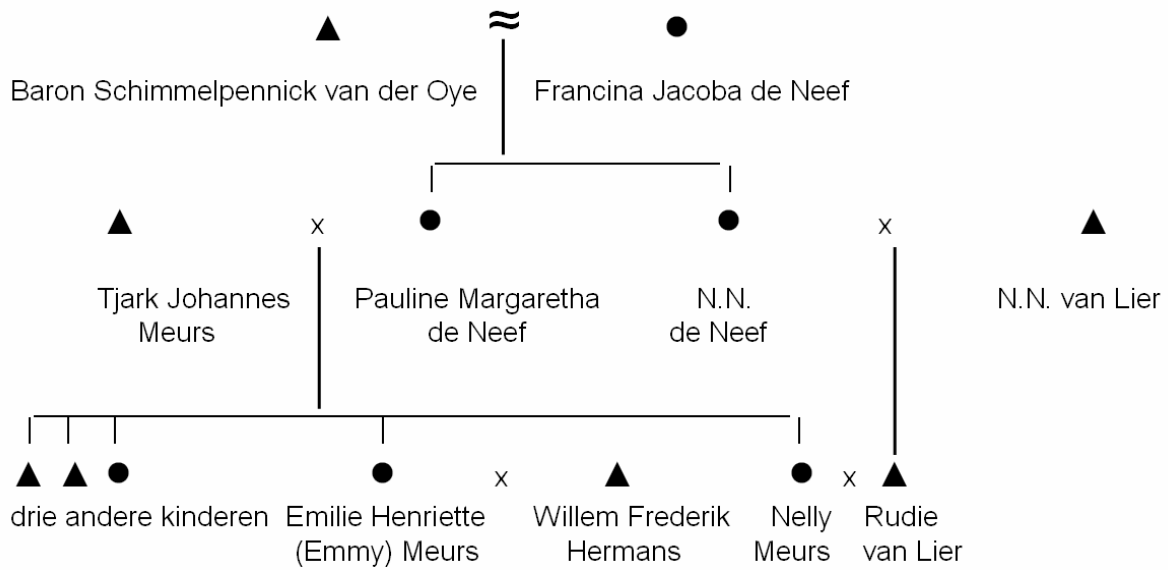 ≈
Baron Schimmelpennick van der Oye Francina Jacoba de Neef
x x
Tjark Johannes Pauline Margaretha N.N. N.N. van Lier
Meurs de Neef de Neef
x x
drie andere kinderen Emilie Henriette Willem Frederik Nelly Rudie
(Emmy) Meurs Hermans Meurs van Lier